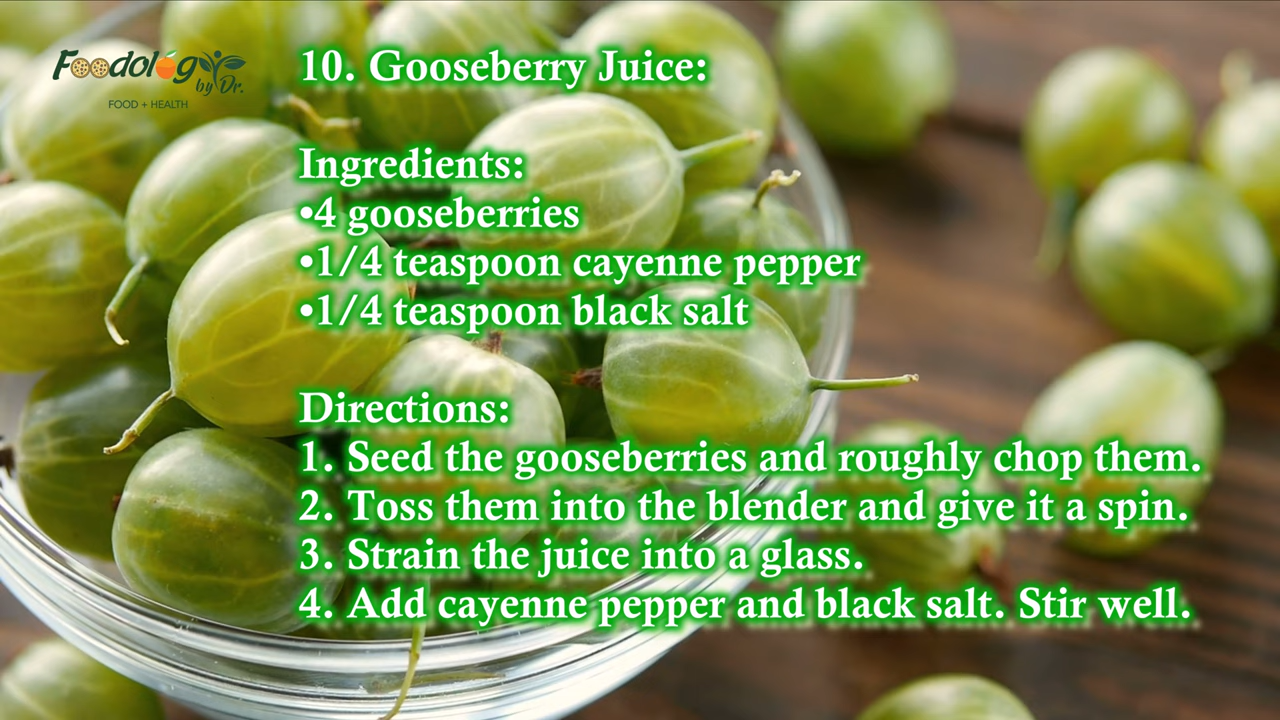 Foodology
by Dr.
FOOD + HEALTH
10. Gooseberry Juice:
Ingredients:
•4 gooseberries
•1/4 teaspoon cayenne pepper
•1/4 teaspoon black salt
Directions:
1. Seed the gooseberries and roughly chop them.
2. Toss them into the blender and give it a spin.
3. Strain the juice into a glass.
4. Add cayenne pepper and black salt. Stir well.